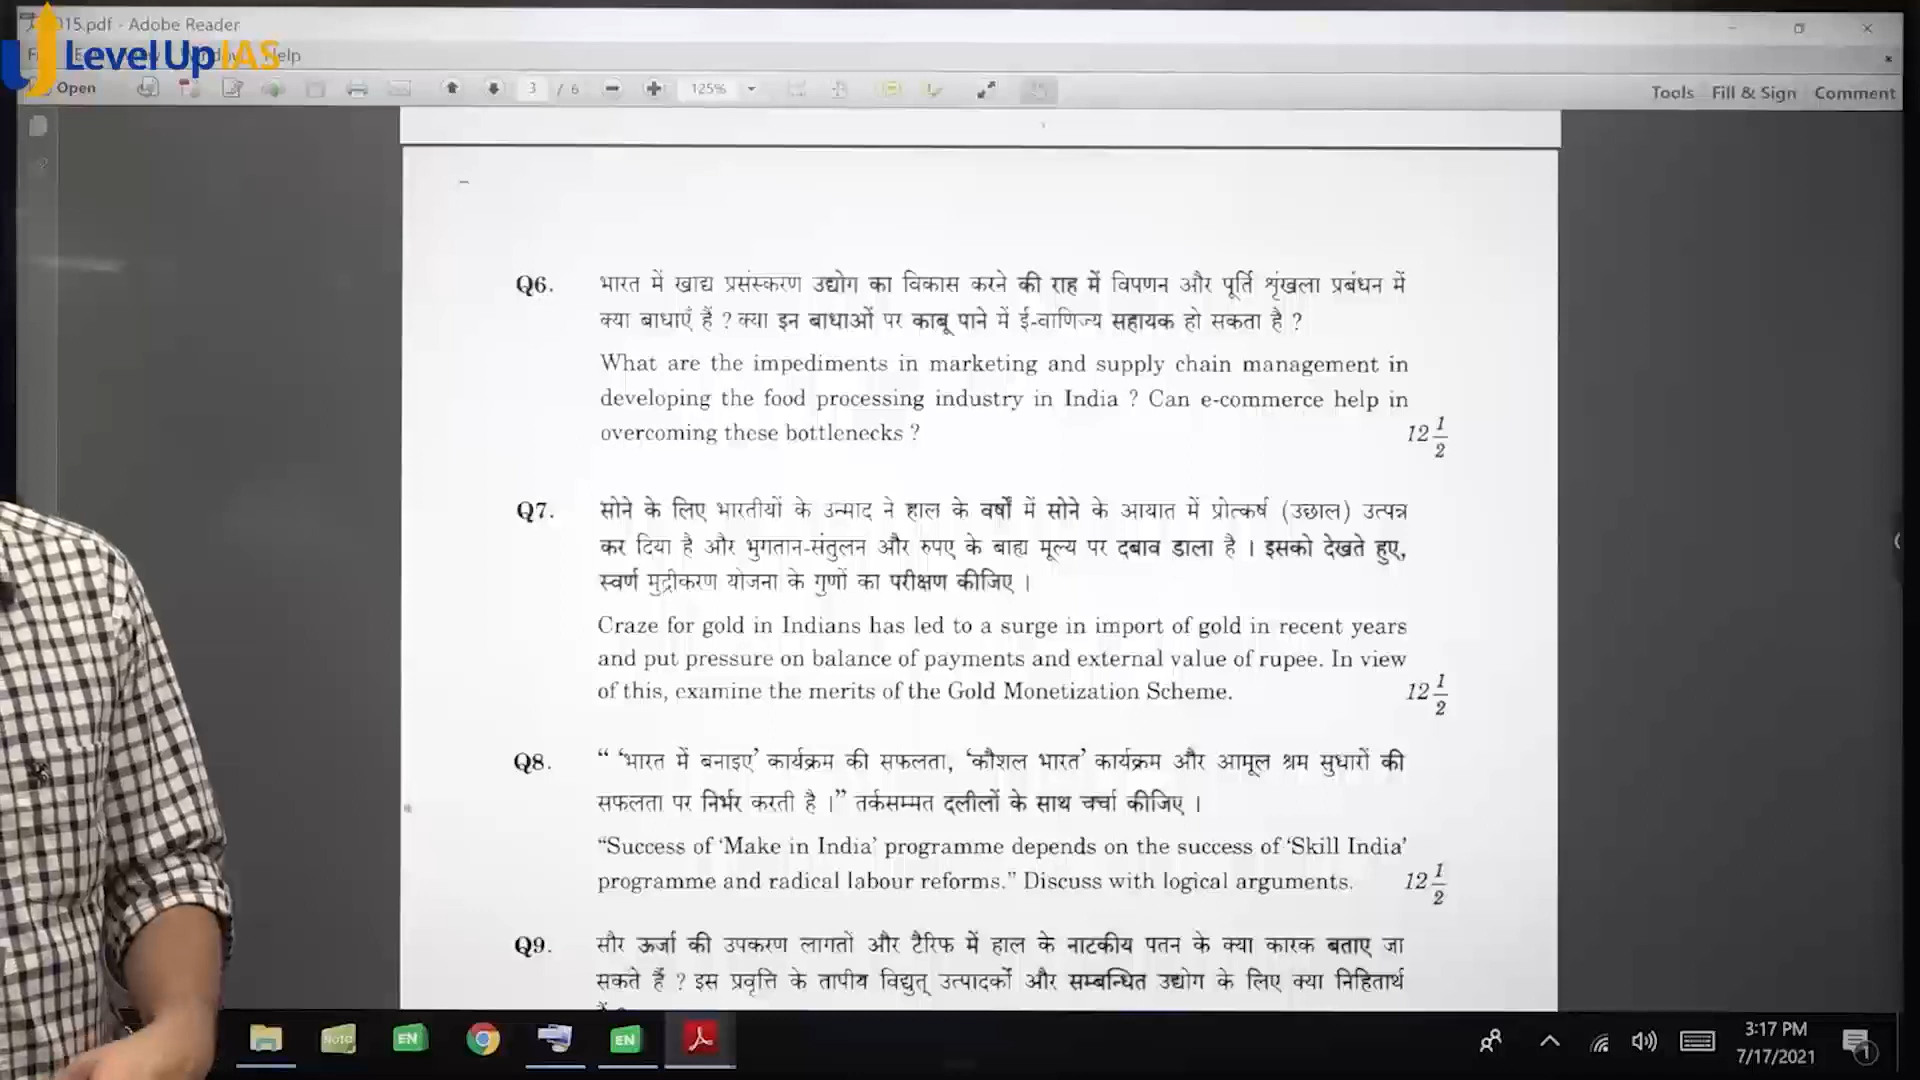 015.pdf - Adobe Reader
Level Up IAS
Help
Open
3 / 6
125%
Tools Fill & Sign Comment
Q6. भारत में खाद्य प्रसंस्करण उद्योग का विकास करने की राह में विपणन और पूर्ति शृंखला प्रबंधन में
क्या बाधाएँ हैं ? क्या इन बाधाओं पर काबू पाने में ई-वाणिज्य सहायक हो सकता है ?
What are the impediments in marketing and supply chain management in
developing the food processing industry in India ? Can e-commerce help in
overcoming these bottlenecks ? 12 1/2
Q7. सोने के लिए भारतीयों के उन्माद ने हाल के वर्षों में सोने के आयात में प्रोत्कर्ष (उछाल) उत्पन्न
कर दिया है और भुगतान-संतुलन और रुपए के बाह्य मूल्य पर दबाव डाला है । इसको देखते हुए,
स्वर्ण मुद्रीकरण योजना के गुणों का परीक्षण कीजिए ।
Craze for gold in Indians has led to a surge in import of gold in recent years
and put pressure on balance of payments and external value of rupee. In view
of this, examine the merits of the Gold Monetization Scheme. 12 1/2
Q8. “ ‘भारत में बनाइए’ कार्यक्रम की सफलता, ‘कौशल भारत’ कार्यक्रम और आमूल श्रम सुधारों की
सफलता पर निर्भर करती है ।” तर्कसम्मत दलीलों के साथ चर्चा कीजिए ।
“Success of ‘Make in India’ programme depends on the success of ‘Skill India’
programme and radical labour reforms.” Discuss with logical arguments. 12 1/2
Q9. सौर ऊर्जा की उपकरण लागतों और टैरिफ में हाल के नाटकीय पतन के क्या कारक बताए जा
सकते हैं ? इस प्रवृत्ति के तापीय विद्युत् उत्पादकों और सम्बन्धित उद्योग के लिए क्या निहितार्थ
Note
EN
EN
3:17 PM
7/17/2021
1